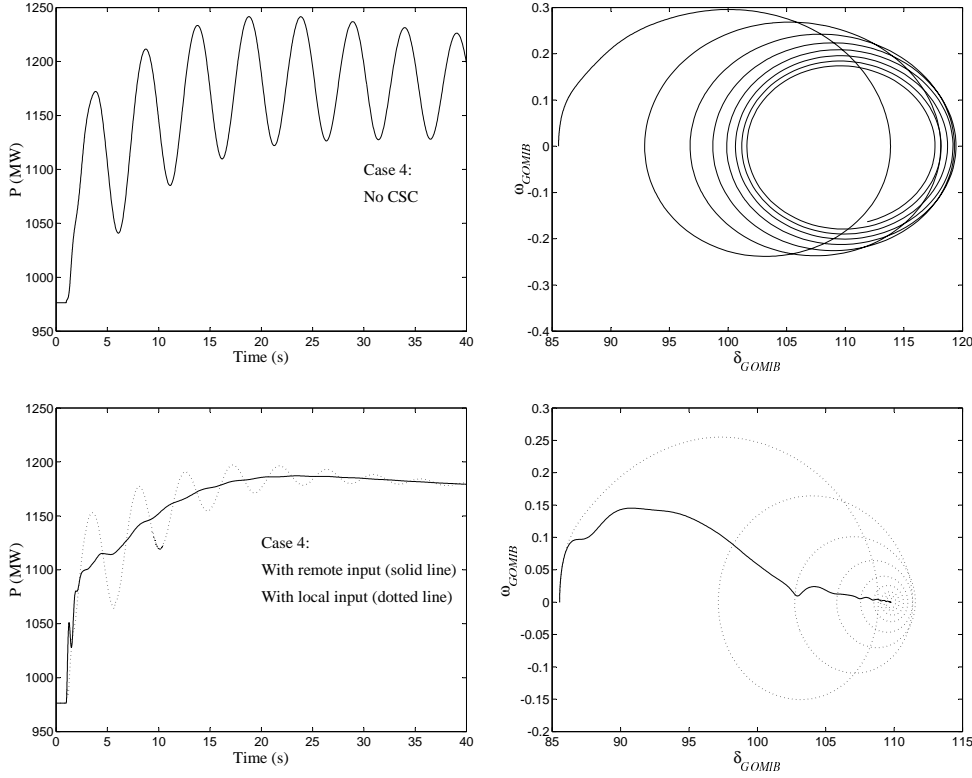 1250
1200
1150
1100
1050
1000
950
P (MW)
0 5 10 15 20 25 30 35 40
Time (s)
Case 4:
No CSC
0.3
0.2
0.1
0
-0.1
-0.2
-0.3
-0.4
ω_GOMIB
85 90 95 100 105 110 115 120
δ_GOMIB
1250
1200
1150
1100
1050
1000
950
P (MW)
0 5 10 15 20 25 30 35 40
Time (s)
Case 4:
With remote input (solid line)
With local input (dotted line)
0.3
0.25
0.2
0.15
0.1
0.05
0
-0.05
-0.1
-0.15
-0.2
ω_GOMIB
85 90 95 100 105 110 115
δ_GOMIB